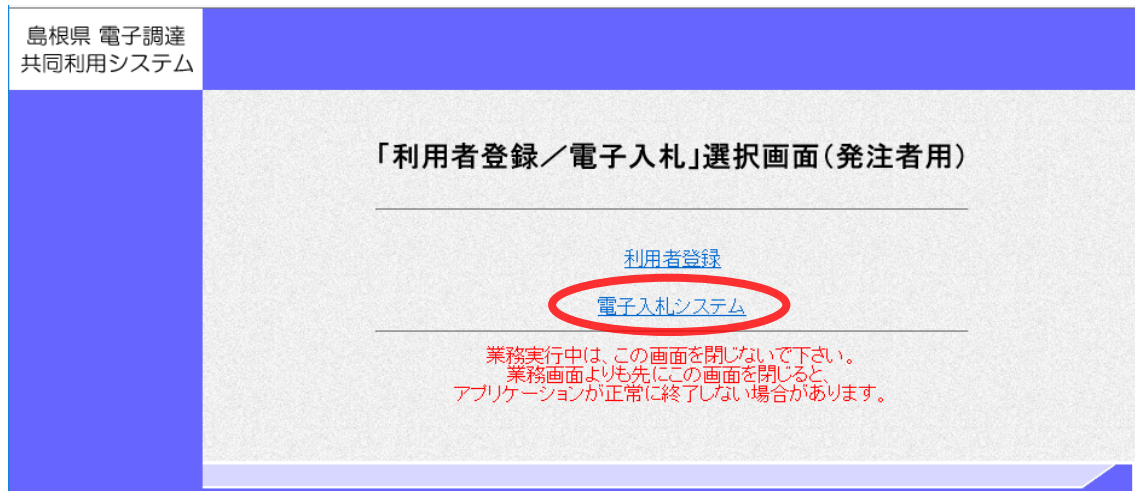 島根県 電子調達
共同利用システム
「利用者登録／電子入札」選択画面（発注者用）
利用者登録
電子入札システム
業務実行中は、この画面を閉じないで下さい。
業務画面よりも先にこの画面を閉じると、
アプリケーションが正常に終了しない場合があります。